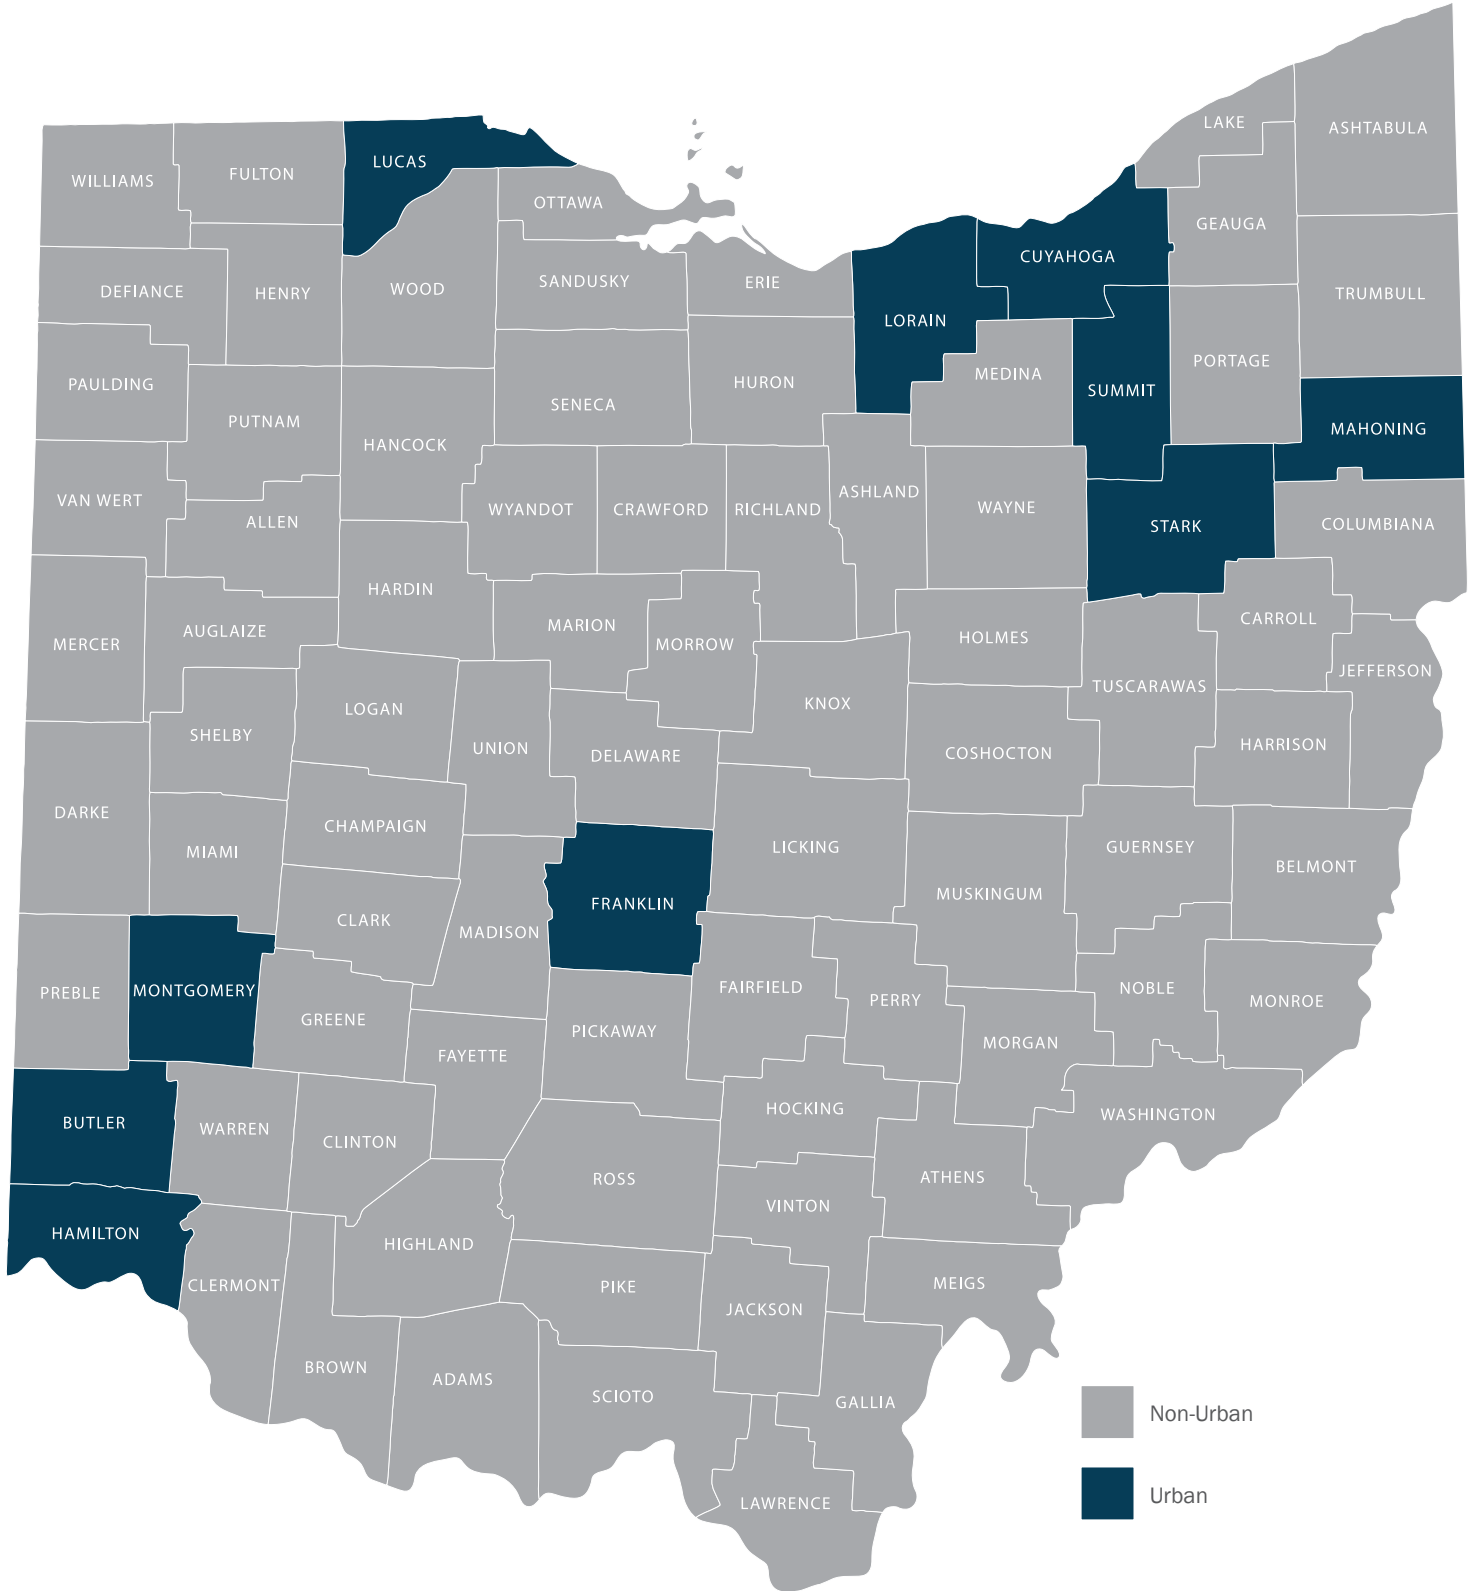 LAKE
ASHTABULA
LUCAS
FULTON
WILLIAMS
OTTAWA
GEAUGA
CUYAHOGA
SANDUSKY
ERIE
WOOD
DEFIANCE
HENRY
TRUMBULL
LORAIN
PORTAGE
MEDINA
HURON
PAULDING
SUMMIT
SENECA
PUTNAM
MAHONING
HANCOCK
ASHLAND
VAN WERT
WYANDOT
CRAWFORD
RICHLAND
WAYNE
ALLEN
STARK
COLUMBIANA
HARDIN
CARROLL
MARION
AUGLAIZE
HOLMES
MERCER
MORROW
JEFFERSON
TUSCARAWAS
KNOX
LOGAN
SHELBY
UNION
HARRISON
COSHOCTON
DELAWARE
DARKE
CHAMPAIGN
LICKING
GUERNSEY
MIAMI
BELMONT
MUSKINGUM
FRANKLIN
CLARK
MADISON
FAIRFIELD
NOBLE
PREBLE
MONTGOMERY
PERRY
MONROE
GREENE
PICKAWAY
MORGAN
FAYETTE
HOCKING
WASHINGTON
BUTLER
WARREN
CLINTON
ROSS
ATHENS
VINTON
HAMILTON
HIGHLAND
MEIGS
CLERMONT
PIKE
JACKSON
BROWN
ADAMS
SCIOTO
GALLIA
LAWRENCE
Non-Urban
Urban